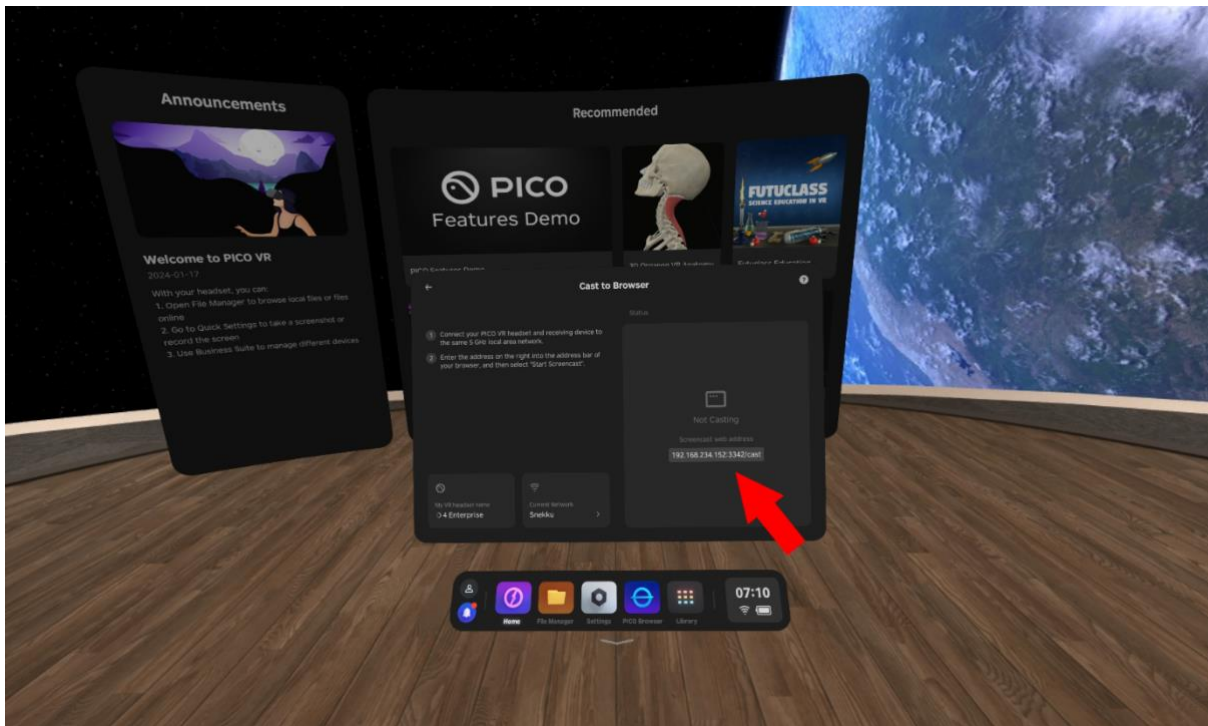 Announcements
Welcome to PICO VR
2024-01-17
With your headset, you can:
1. Open File Manager to browse local files or files
online
2. Go to Quick Settings to take a screenshot or
record the screen
3. Use Business Suite to manage different devices
Recommended
PICO
Features Demo
FUTUCLASS
SCIENCE EDUCATION IN VR
Cast to Browser
?
Status
1 Connect your PICO VR headset and receiving device to
the same 5 GHz local area network.
2 Enter the address on the right into the address bar of
your browser, and then select "Start Screencast".
Not Casting
Screencast web address
192.168.234.152:3342/cast
My VR headset name
4 Enterprise
Current Network
Snekku
Home
File Manager
Settings
PICO Browser
Library
07:10